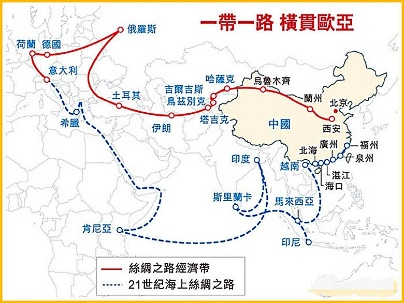 一帶一路 橫貫歐亞
荷蘭 德國
俄羅斯
意大利
希臘
土耳其
伊朗
哈薩克
吉爾吉斯
烏茲別克
塔吉克
烏魯木齊
蘭州
北京
西安
中國
福州
泉州
廣州
北海
湛江
海口
越南
印度
斯里蘭卡
馬來西亞
肯尼亞
印尼
絲綢之路經濟帶
21世紀海上絲綢之路